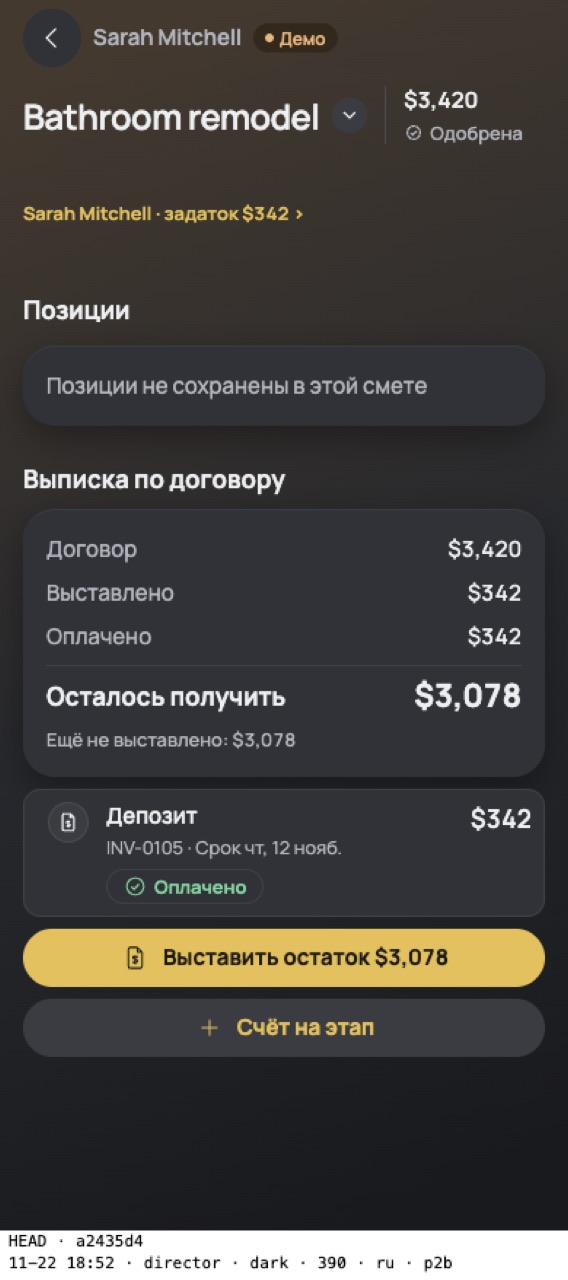 Sarah Mitchell
Демо
Bathroom remodel
$3,420
Одобрена
Sarah Mitchell · задаток $342 ›
Позиции
Позиции не сохранены в этой смете
Выписка по договору
Договор $3,420
Выставлено $342
Оплачено $342
Осталось получить $3,078
Ещё не выставлено: $3,078
Депозит $342
INV-0105 · Срок чт, 12 нояб.
Оплачено
Выставить остаток $3,078
+ Счёт на этап
HEAD · a2435d4
11-22 18:52 · director · dark · 390 · ru · p2b